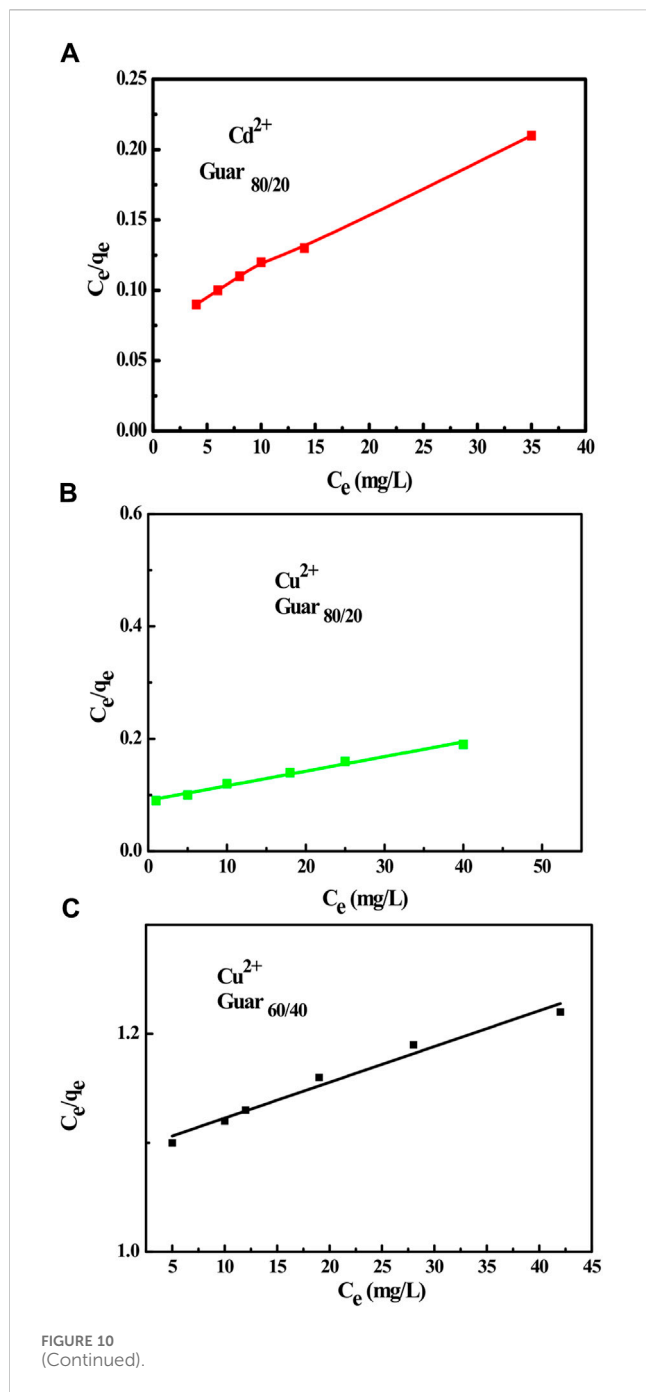 A
0.25
0.20
0.15
0.10
0.05
0.00
Cd2+
Guar 80/20
Ce/qe
0 5 10 15 20 25 30 35 40
Ce (mg/L)
B
0.6
0.4
0.2
0.0
Cu2+
Guar 80/20
Ce/qe
0 10 20 30 40 50
Ce (mg/L)
C
1.2
1.0
Cu2+
Guar 60/40
Ce/qe
5 10 15 20 25 30 35 40 45
Ce (mg/L)
FIGURE 10
(Continued).